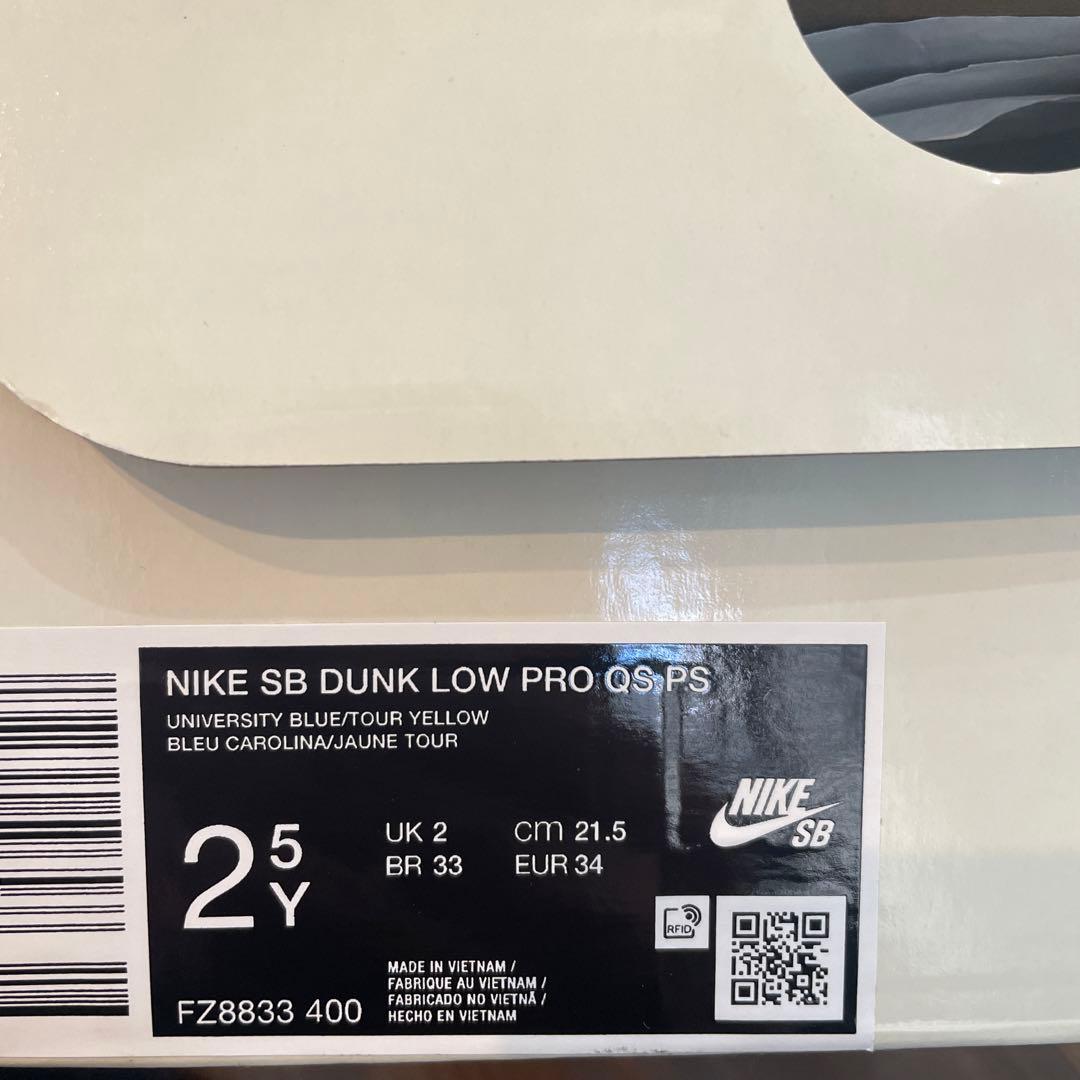 NIKE SB DUNK LOW PRO QS PS
UNIVERSITY BLUE/TOUR YELLOW
BLEU CAROLINA/JAUNE TOUR
2 5 Y
UK 2 cm 21.5
BR 33 EUR 34
NIKE SB
RFID
MADE IN VIETNAM /
FABRIQUE AU VIETNAM /
FABRICADO NO VIETNÃ /
HECHO EN VIETNAM
FZ8833 400